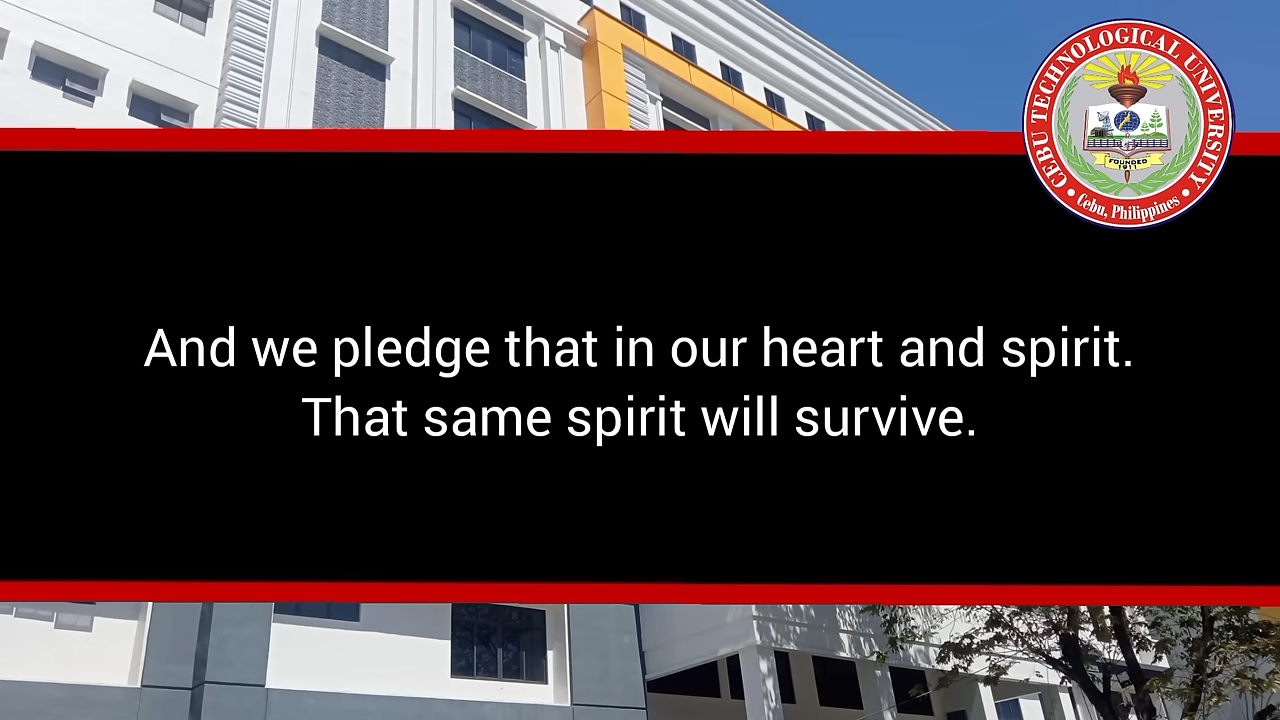 CEBU TECHNOLOGICAL UNIVERSITY
FOUNDED
1911
Cebu, Philippines
And we pledge that in our heart and spirit.
That same spirit will survive.